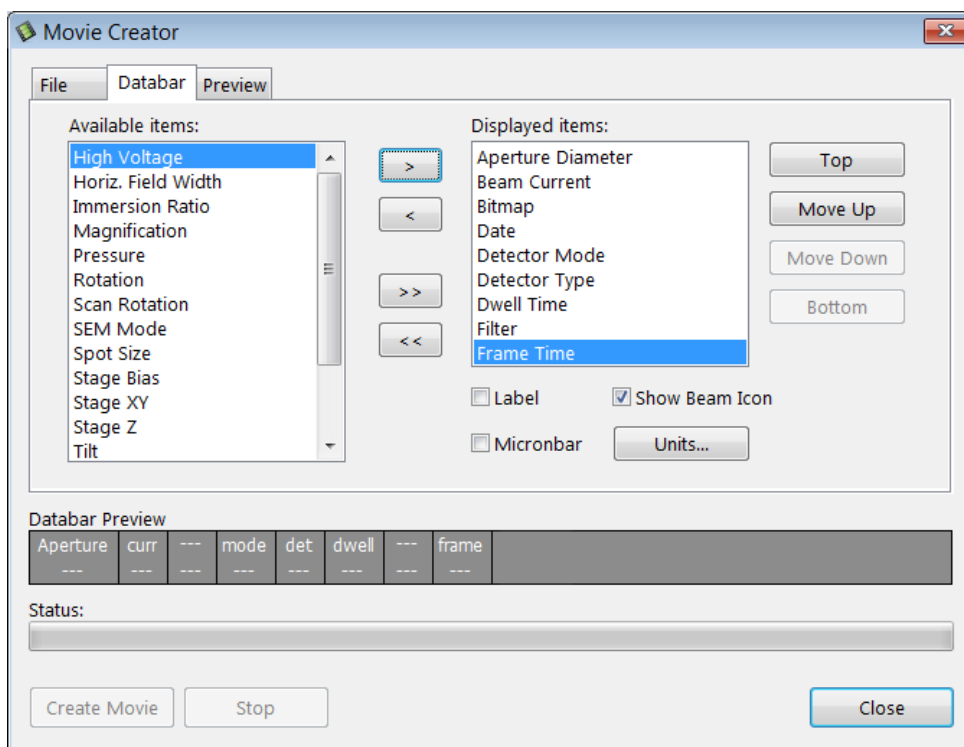 Movie Creator
File Databar Preview
Available items:
High Voltage
Horiz. Field Width
Immersion Ratio
Magnification
Pressure
Rotation
Scan Rotation
SEM Mode
Spot Size
Stage Bias
Stage XY
Stage Z
Tilt
>
<
>>
<<
Displayed items:
Aperture Diameter
Beam Current
Bitmap
Date
Detector Mode
Detector Type
Dwell Time
Filter
Frame Time
Top
Move Up
Move Down
Bottom
Label Show Beam Icon
Micronbar Units...
Databar Preview
Aperture curr --- mode det dwell --- frame
--- --- --- --- --- --- --- ---
Status:
Create Movie Stop Close